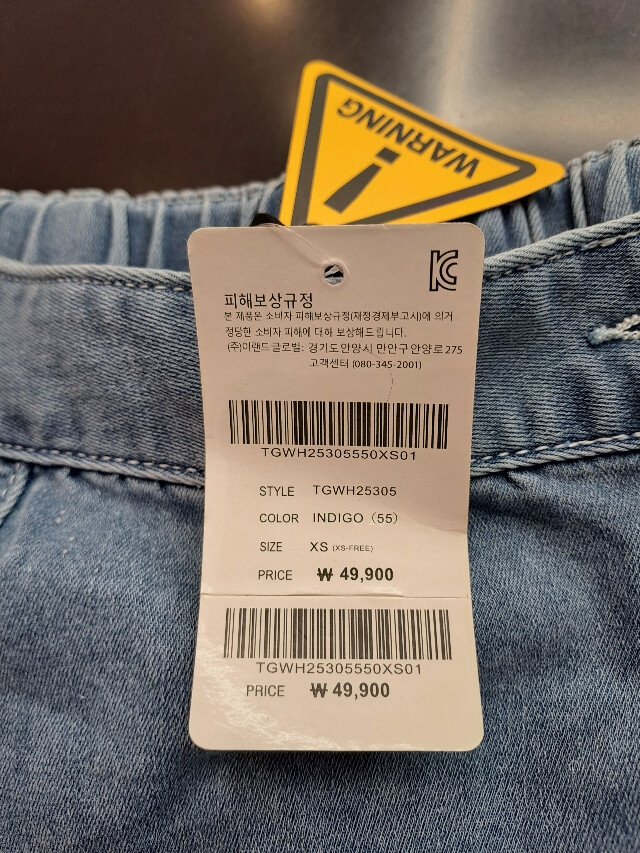 WARNING
!
피해보상규정
본 제품은 소비자 피해보상규정(재정경제부고시)에 의거
정당한 소비자 피해에 대해 보상해드립니다.
(주)이랜드 글로벌: 경기도안양시 만안구안양로275
고객센터 (080-345-2001)
TGWH25305550XS01
STYLE TGWH25305
COLOR INDIGO (55)
SIZE XS (XS-FREE)
PRICE ₩ 49,900
TGWH25305550XS01
PRICE ₩ 49,900